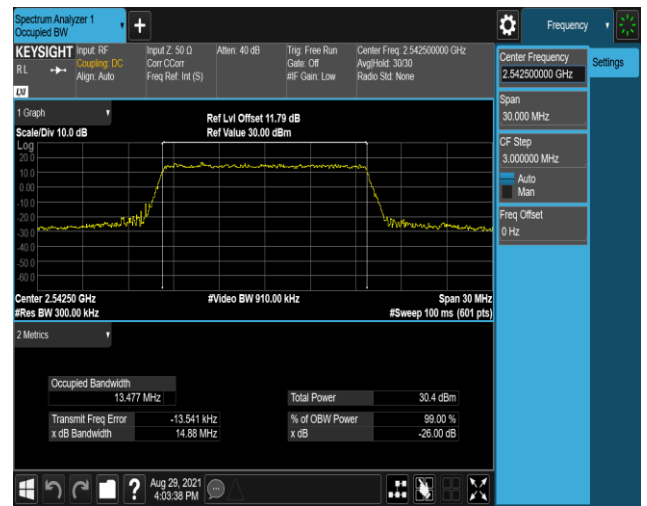 Spectrum Analyzer 1
Occupied BW
+
Frequency
KEYSIGHT
RL
LXI
Input: RF
Coupling: DC
Align: Auto
Input Z: 50 Ω
Corr CCorr
Freq Ref: Int (S)
Atten: 40 dB
Trig: Free Run
Gate: Off
#IF Gain: Low
Center Freq: 2.542500000 GHz
Avg|Hold: 30/30
Radio Std: None
Center Frequency
2.542500000 GHz
Settings
Span
30.000 MHz
CF Step
3.000000 MHz
Auto
Man
Freq Offset
0 Hz
1 Graph
Scale/Div 10.0 dB
Ref Lvl Offset 11.79 dB
Ref Value 30.00 dBm
Log
20.0
10.0
0.00
-10.0
-20.0
-30.0
-40.0
-50.0
-60.0
Center 2.54250 GHz
#Video BW 910.00 kHz
Span 30 MHz
#Res BW 300.00 kHz
#Sweep 100 ms (601 pts)
2 Metrics
Occupied Bandwidth
13.477 MHz
Total Power
30.4 dBm
Transmit Freq Error
-13.541 kHz
% of OBW Power
99.00 %
x dB Bandwidth
14.88 MHz
x dB
-26.00 dB
?
Aug 29, 2021
4:03:38 PM